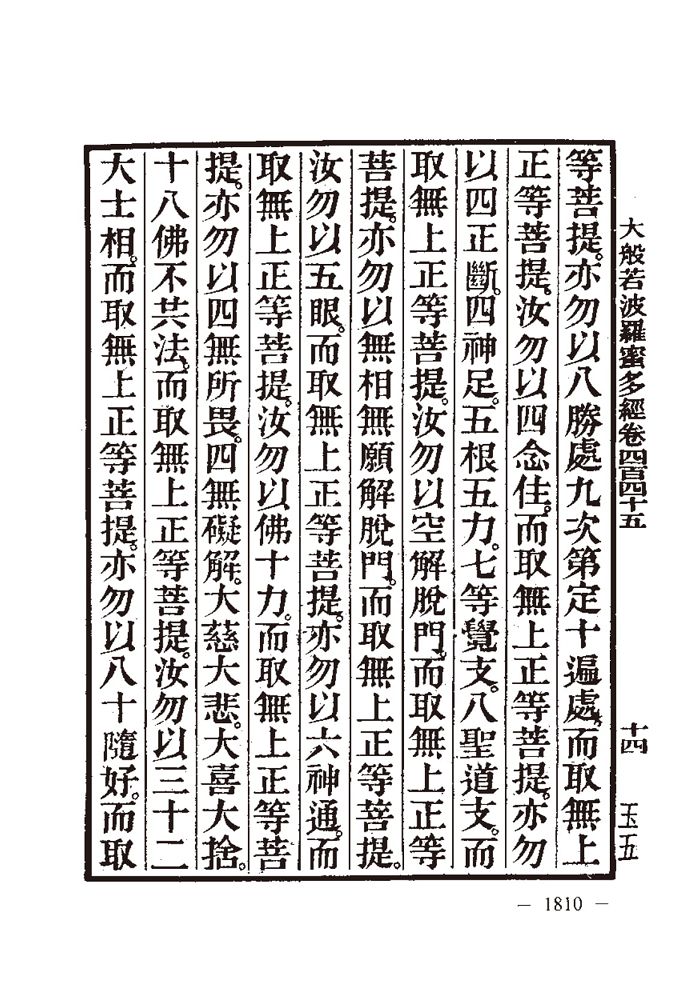 大般若波羅蜜多經卷四百四十五 十四 玉五
等菩提。亦勿以八勝處九次第定十遍處。而取無上
正等菩提。汝勿以四念住。而取無上正等菩提。亦勿
以四正斷。四神足。五根五力。七等覺支。八聖道支。而
取無上正等菩提。汝勿以空解脫門。而取無上正等
菩提。亦勿以無相無願解脫門。而取無上正等菩提。
汝勿以五眼。而取無上正等菩提。亦勿以六神通。而
取無上正等菩提。汝勿以佛十力。而取無上正等菩
提。亦勿以四無所畏。四無礙解。大慈大悲。大喜大捨。
十八佛不共法。而取無上正等菩提。汝勿以三十二
大士相。而取無上正等菩提。亦勿以八十隨好。而取
— 1810 —